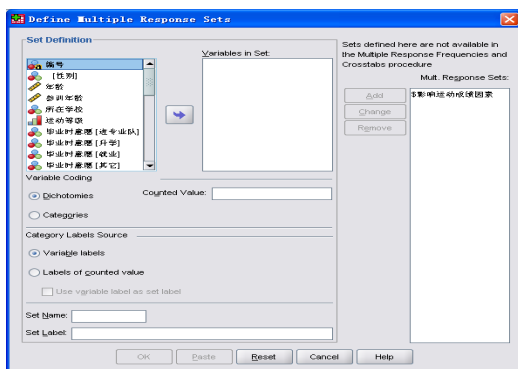 Define Multiple Response Sets
Set Definition
编号
[性别]
年龄
参训年龄
所在学校
运动等级
毕业时意愿[进专业队]
毕业时意愿[升学]
毕业时意愿[就业]
毕业时意愿[其它]
Variables in Set:
Variable Coding
Dichotomies
Counted Value:
Categories
Category Labels Source
Variable labels
Labels of counted value
Use variable label as set label
Set Name:
Set Label:
Sets defined here are not available in
the Multiple Response Frequencies and
Crosstabs procedure
Mult. Response Sets:
Add
Change
Remove
$影响运动成绩因素
OK
Paste
Reset
Cancel
Help